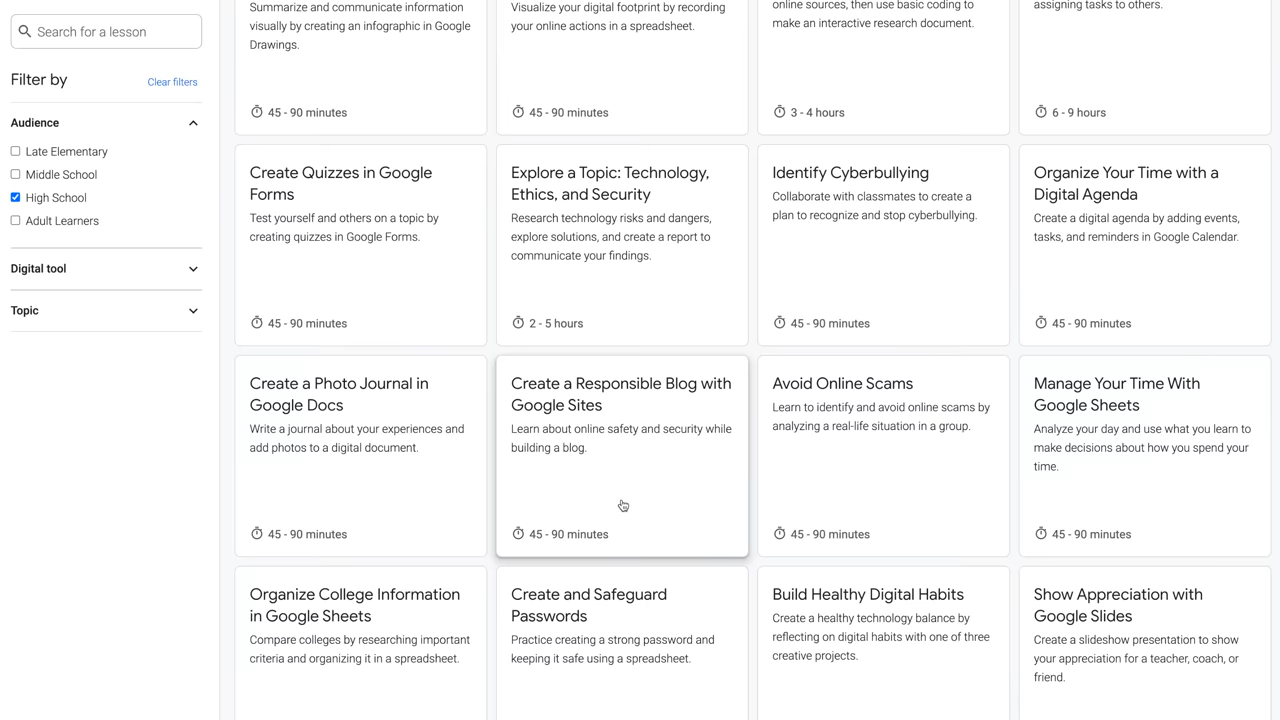 Search for a lesson
Filter by
Clear filters
Audience
Late Elementary
Middle School
High School
Adult Learners
Digital tool
Topic
Summarize and communicate information
visually by creating an infographic in Google
Drawings.
45 - 90 minutes
Visualize your digital footprint by recording
your online actions in a spreadsheet.
45 - 90 minutes
online sources, then use basic coding to
make an interactive research document.
3 - 4 hours
assigning tasks to others.
6 - 9 hours
Create Quizzes in Google
Forms
Test yourself and others on a topic by
creating quizzes in Google Forms.
45 - 90 minutes
Explore a Topic: Technology,
Ethics, and Security
Research technology risks and dangers,
explore solutions, and create a report to
communicate your findings.
2 - 5 hours
Identify Cyberbullying
Collaborate with classmates to create a
plan to recognize and stop cyberbullying.
45 - 90 minutes
Organize Your Time with a
Digital Agenda
Create a digital agenda by adding events,
tasks, and reminders in Google Calendar.
45 - 90 minutes
Create a Photo Journal in
Google Docs
Write a journal about your experiences and
add photos to a digital document.
45 - 90 minutes
Create a Responsible Blog with
Google Sites
Learn about online safety and security while
building a blog.
45 - 90 minutes
Avoid Online Scams
Learn to identify and avoid online scams by
analyzing a real-life situation in a group.
45 - 90 minutes
Manage Your Time With
Google Sheets
Analyze your day and use what you learn to
make decisions about how you spend your
time.
45 - 90 minutes
Organize College Information
in Google Sheets
Compare colleges by researching important
criteria and organizing it in a spreadsheet.
Create and Safeguard
Passwords
Practice creating a strong password and
keeping it safe using a spreadsheet.
Build Healthy Digital Habits
Create a healthy technology balance by
reflecting on digital habits with one of three
creative projects.
Show Appreciation with
Google Slides
Create a slideshow presentation to show
your appreciation for a teacher, coach, or
friend.